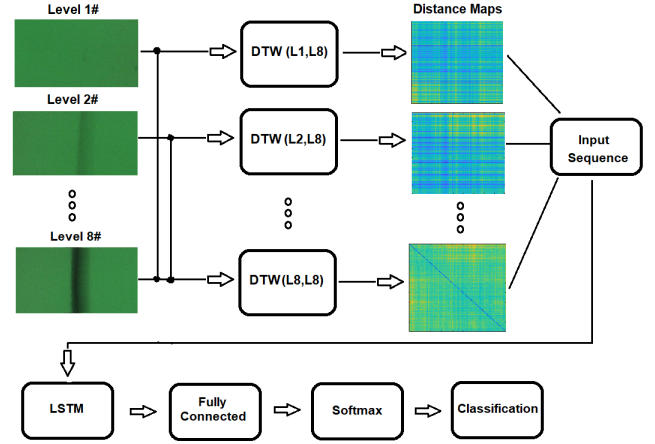 Level 1#
Distance Maps
DTW (L1,L8)
Level 2#
DTW (L2,L8)
Input
Sequence
Level 8#
DTW(L8,L8)
LSTM
Fully
Connected
Softmax
Classification